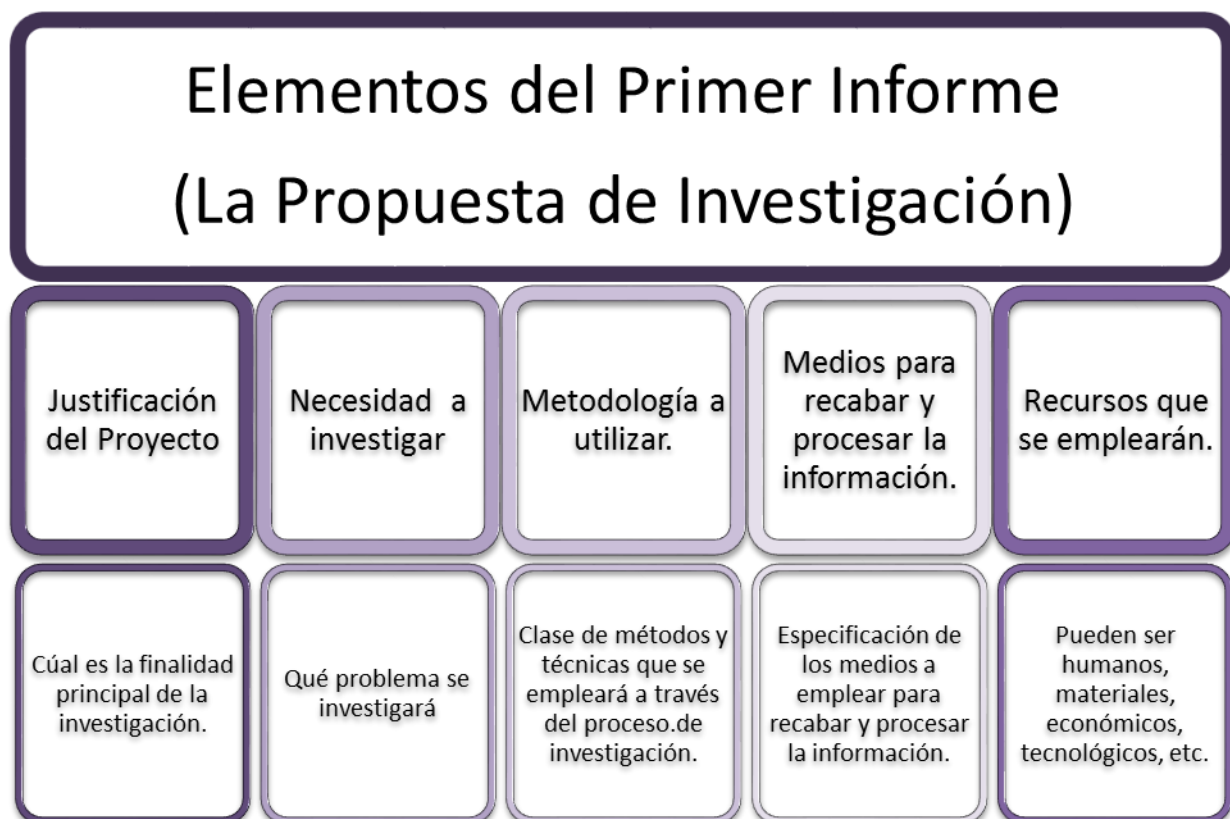 Elementos del Primer Informe
(La Propuesta de Investigación)
Justificación
del Proyecto
Necesidad a
investigar
Metodología a
utilizar.
Medios para
recabar y
procesar la
información.
Recursos que
se emplearán.
Cúal es la finalidad
principal de la
investigación.
Qué problema se
investigará
Clase de métodos y
técnicas que se
empleará a través
del proceso.de
investigación.
Especificación de
los medios a
emplear para
recabar y procesar
la información.
Pueden ser
humanos,
materiales,
económicos,
tecnológicos, etc.